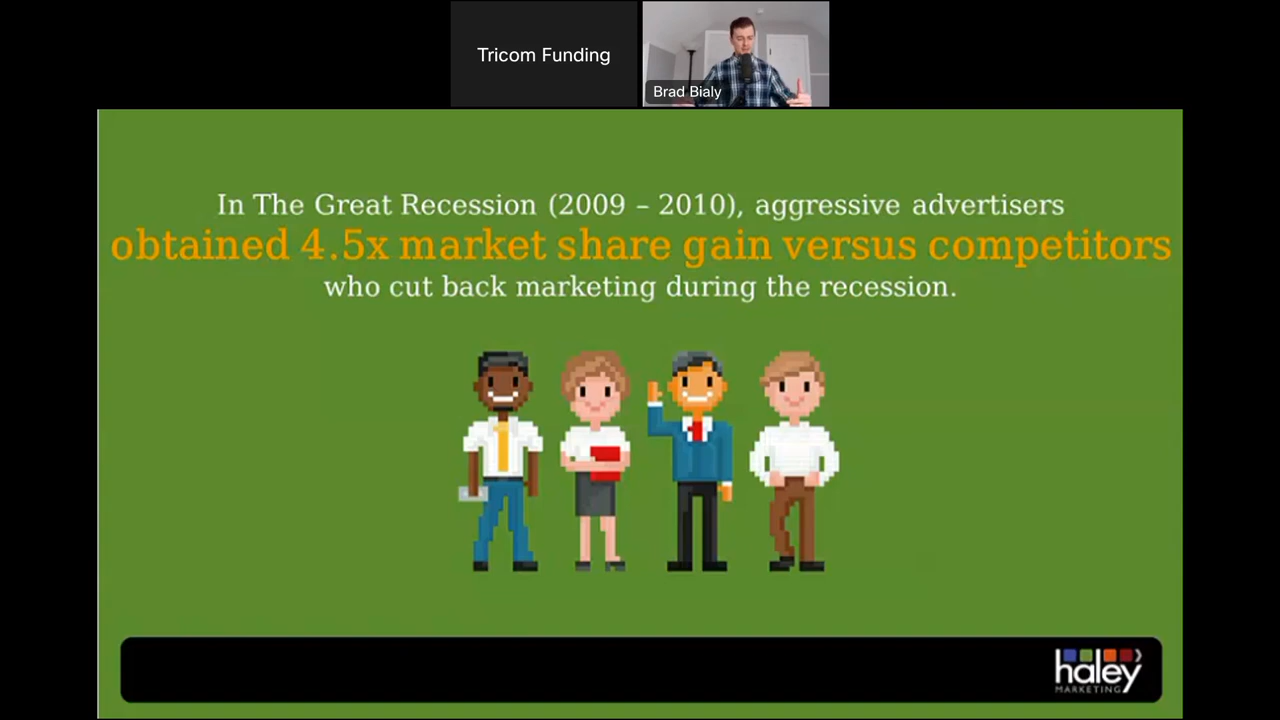 Tricom Funding
Brad Bialy
In The Great Recession (2009 – 2010), aggressive advertisers
obtained 4.5x market share gain versus competitors
who cut back marketing during the recession.
haley
MARKETING